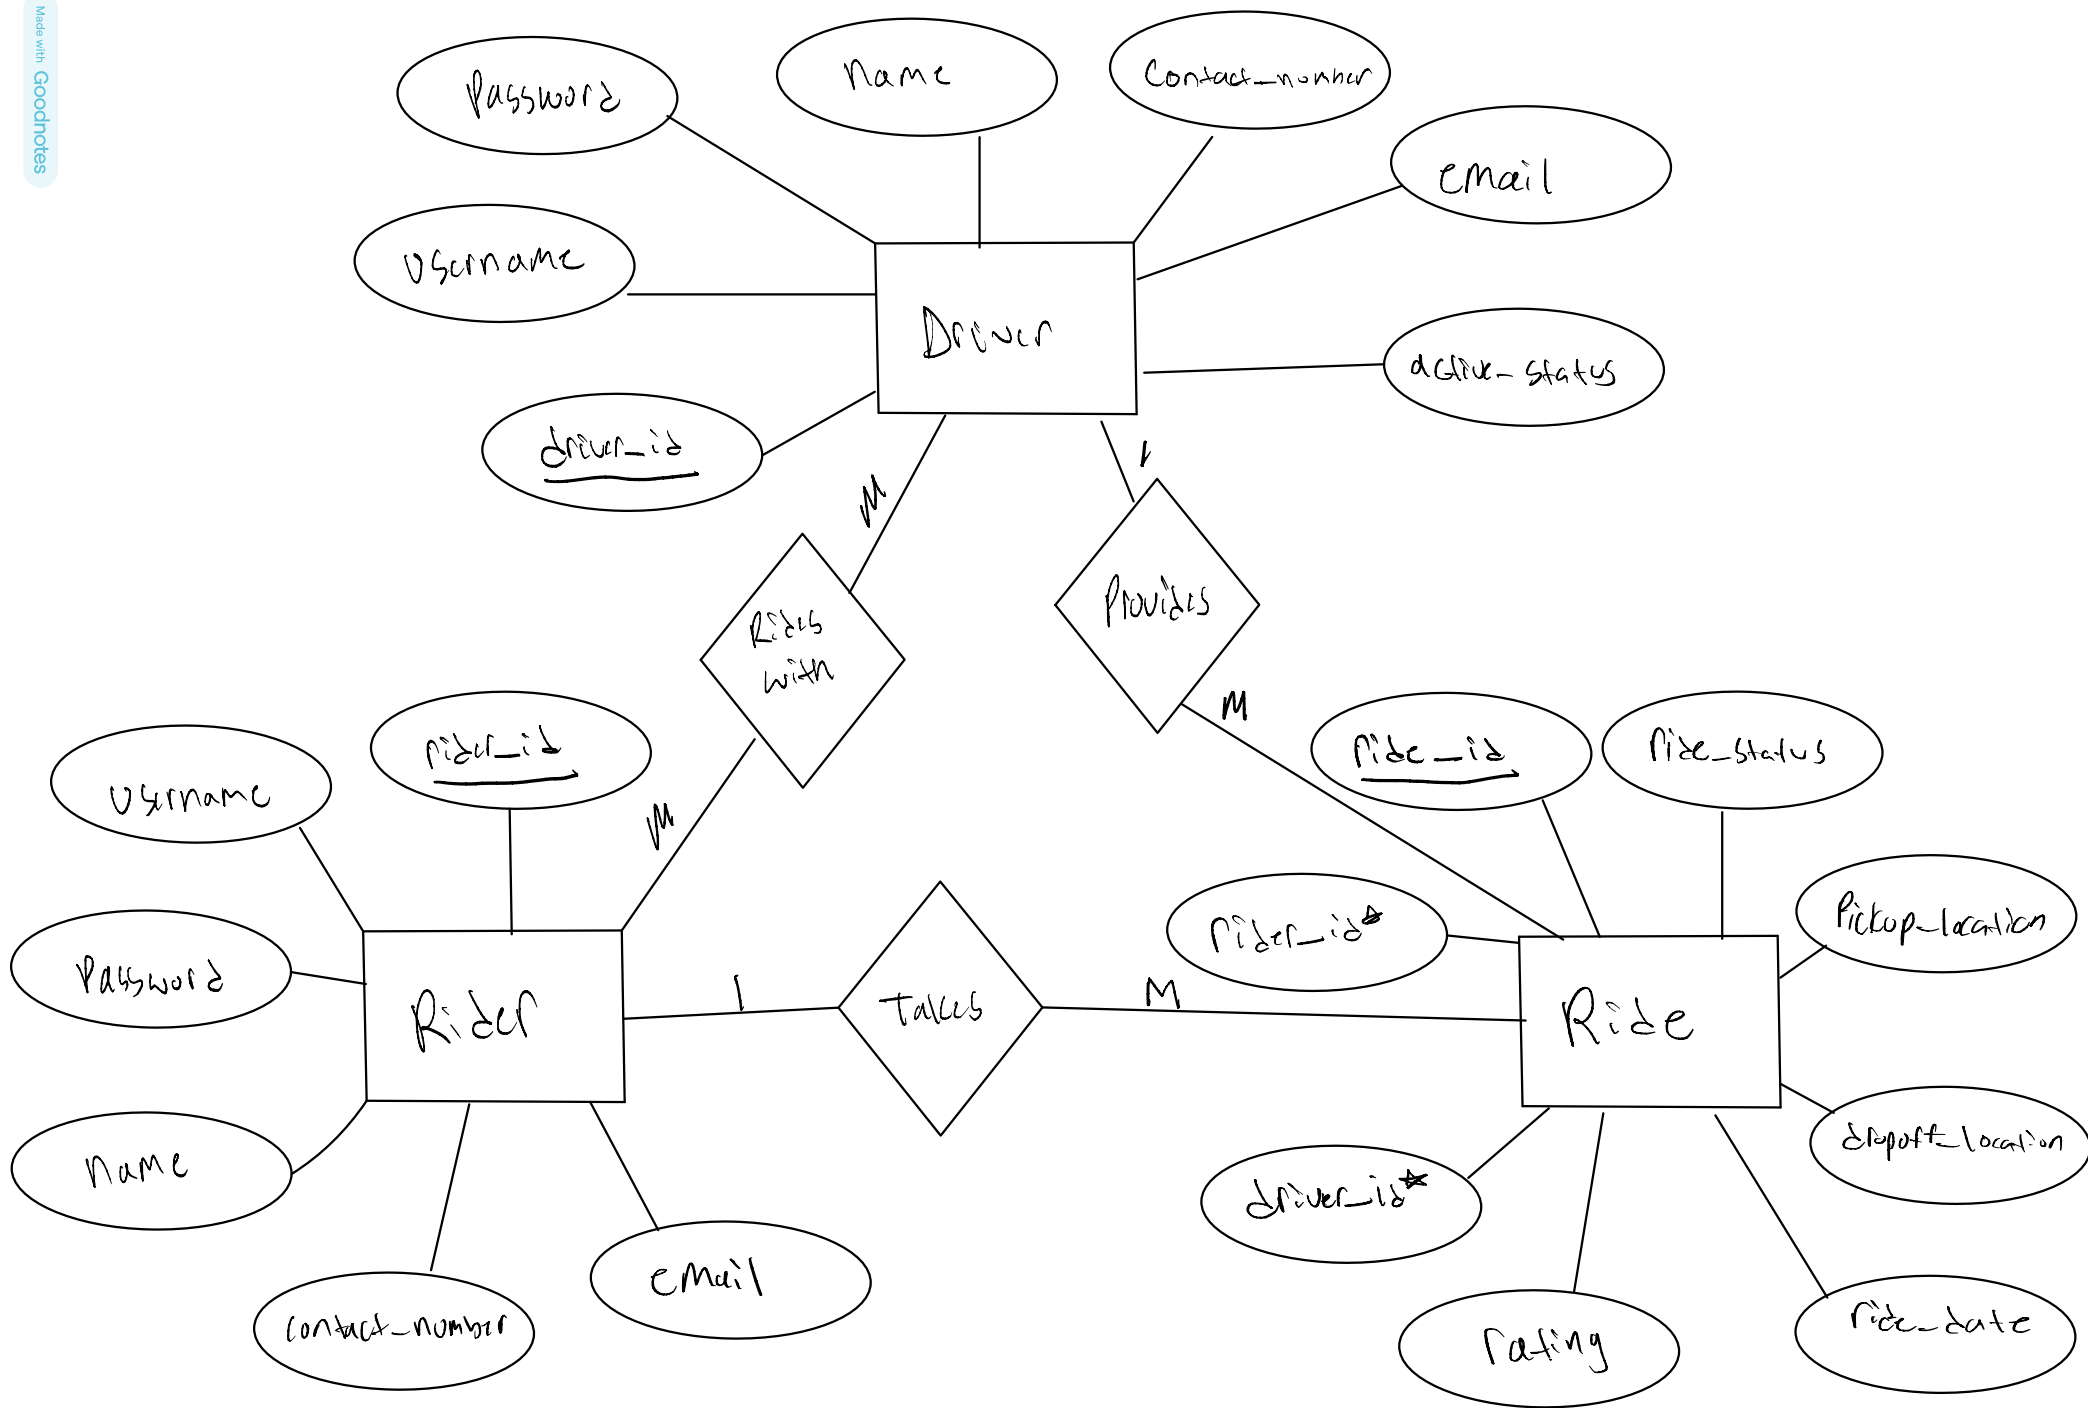 Made with Goodnotes
Password
name
contact_number
email
username
Driver
active_status
driver_id
M
1
Rides
with
Provides
M
M
username
rider_id
ride_id
ride_status
Password
rider_id*
Pickup_location
Rider
1
Takes
M
Ride
name
driver_id*
dropoff_location
contact_number
email
rating
ride_date